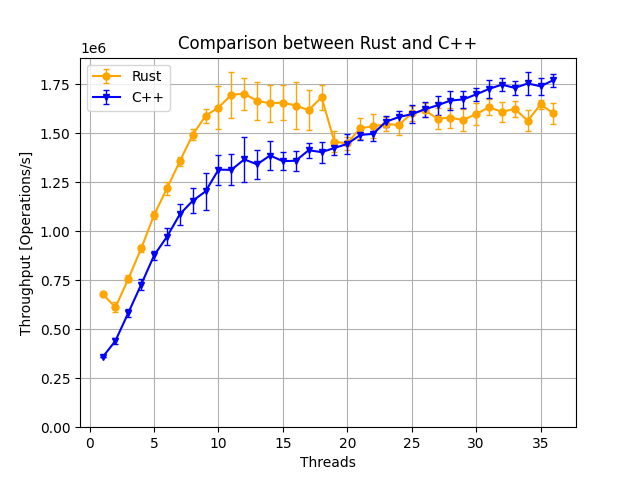 Comparison between Rust and C++
1e6
Rust
C++
1.75
1.50
1.25
1.00
0.75
0.50
0.25
0.00
Throughput [Operations/s]
0 5 10 15 20 25 30 35
Threads